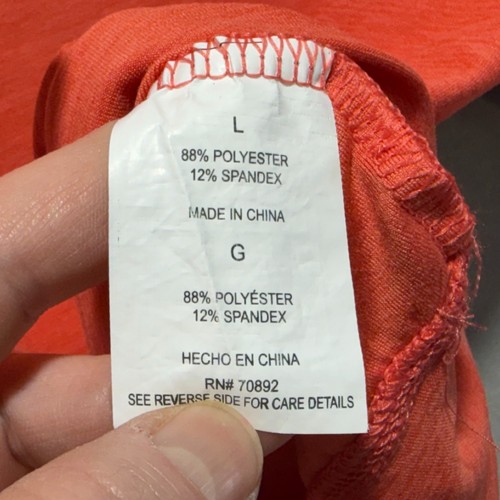 L
88% POLYESTER
12% SPANDEX
MADE IN CHINA
G
88% POLYÉSTER
12% SPANDEX
HECHO EN CHINA
RN# 70892
SEE REVERSE SIDE FOR CARE DETAILS